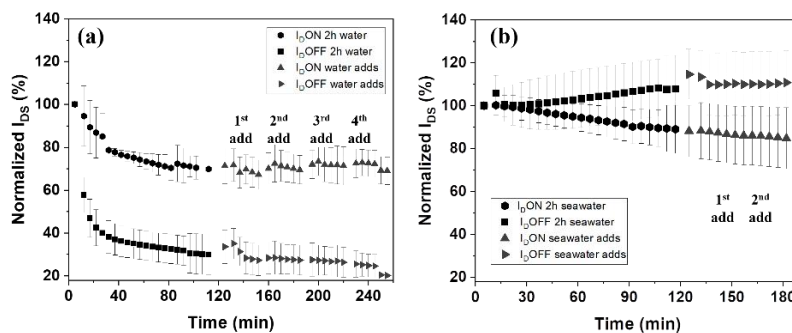 (a)
I_DON 2h water
I_DOFF 2h water
I_DON water adds
I_DOFF water adds
1st add
2nd add
3rd add
4th add
Normalized I_DS (%)
140
120
100
80
60
40
20
0 40 80 120 160 200 240
Time (min)
(b)
I_DON 2h seawater
I_DOFF 2h seawater
I_DON seawater adds
I_DOFF seawater adds
1st add
2nd add
Normalized I_DS (%)
140
120
100
80
60
40
20
0 30 60 90 120 150 180
Time (min)